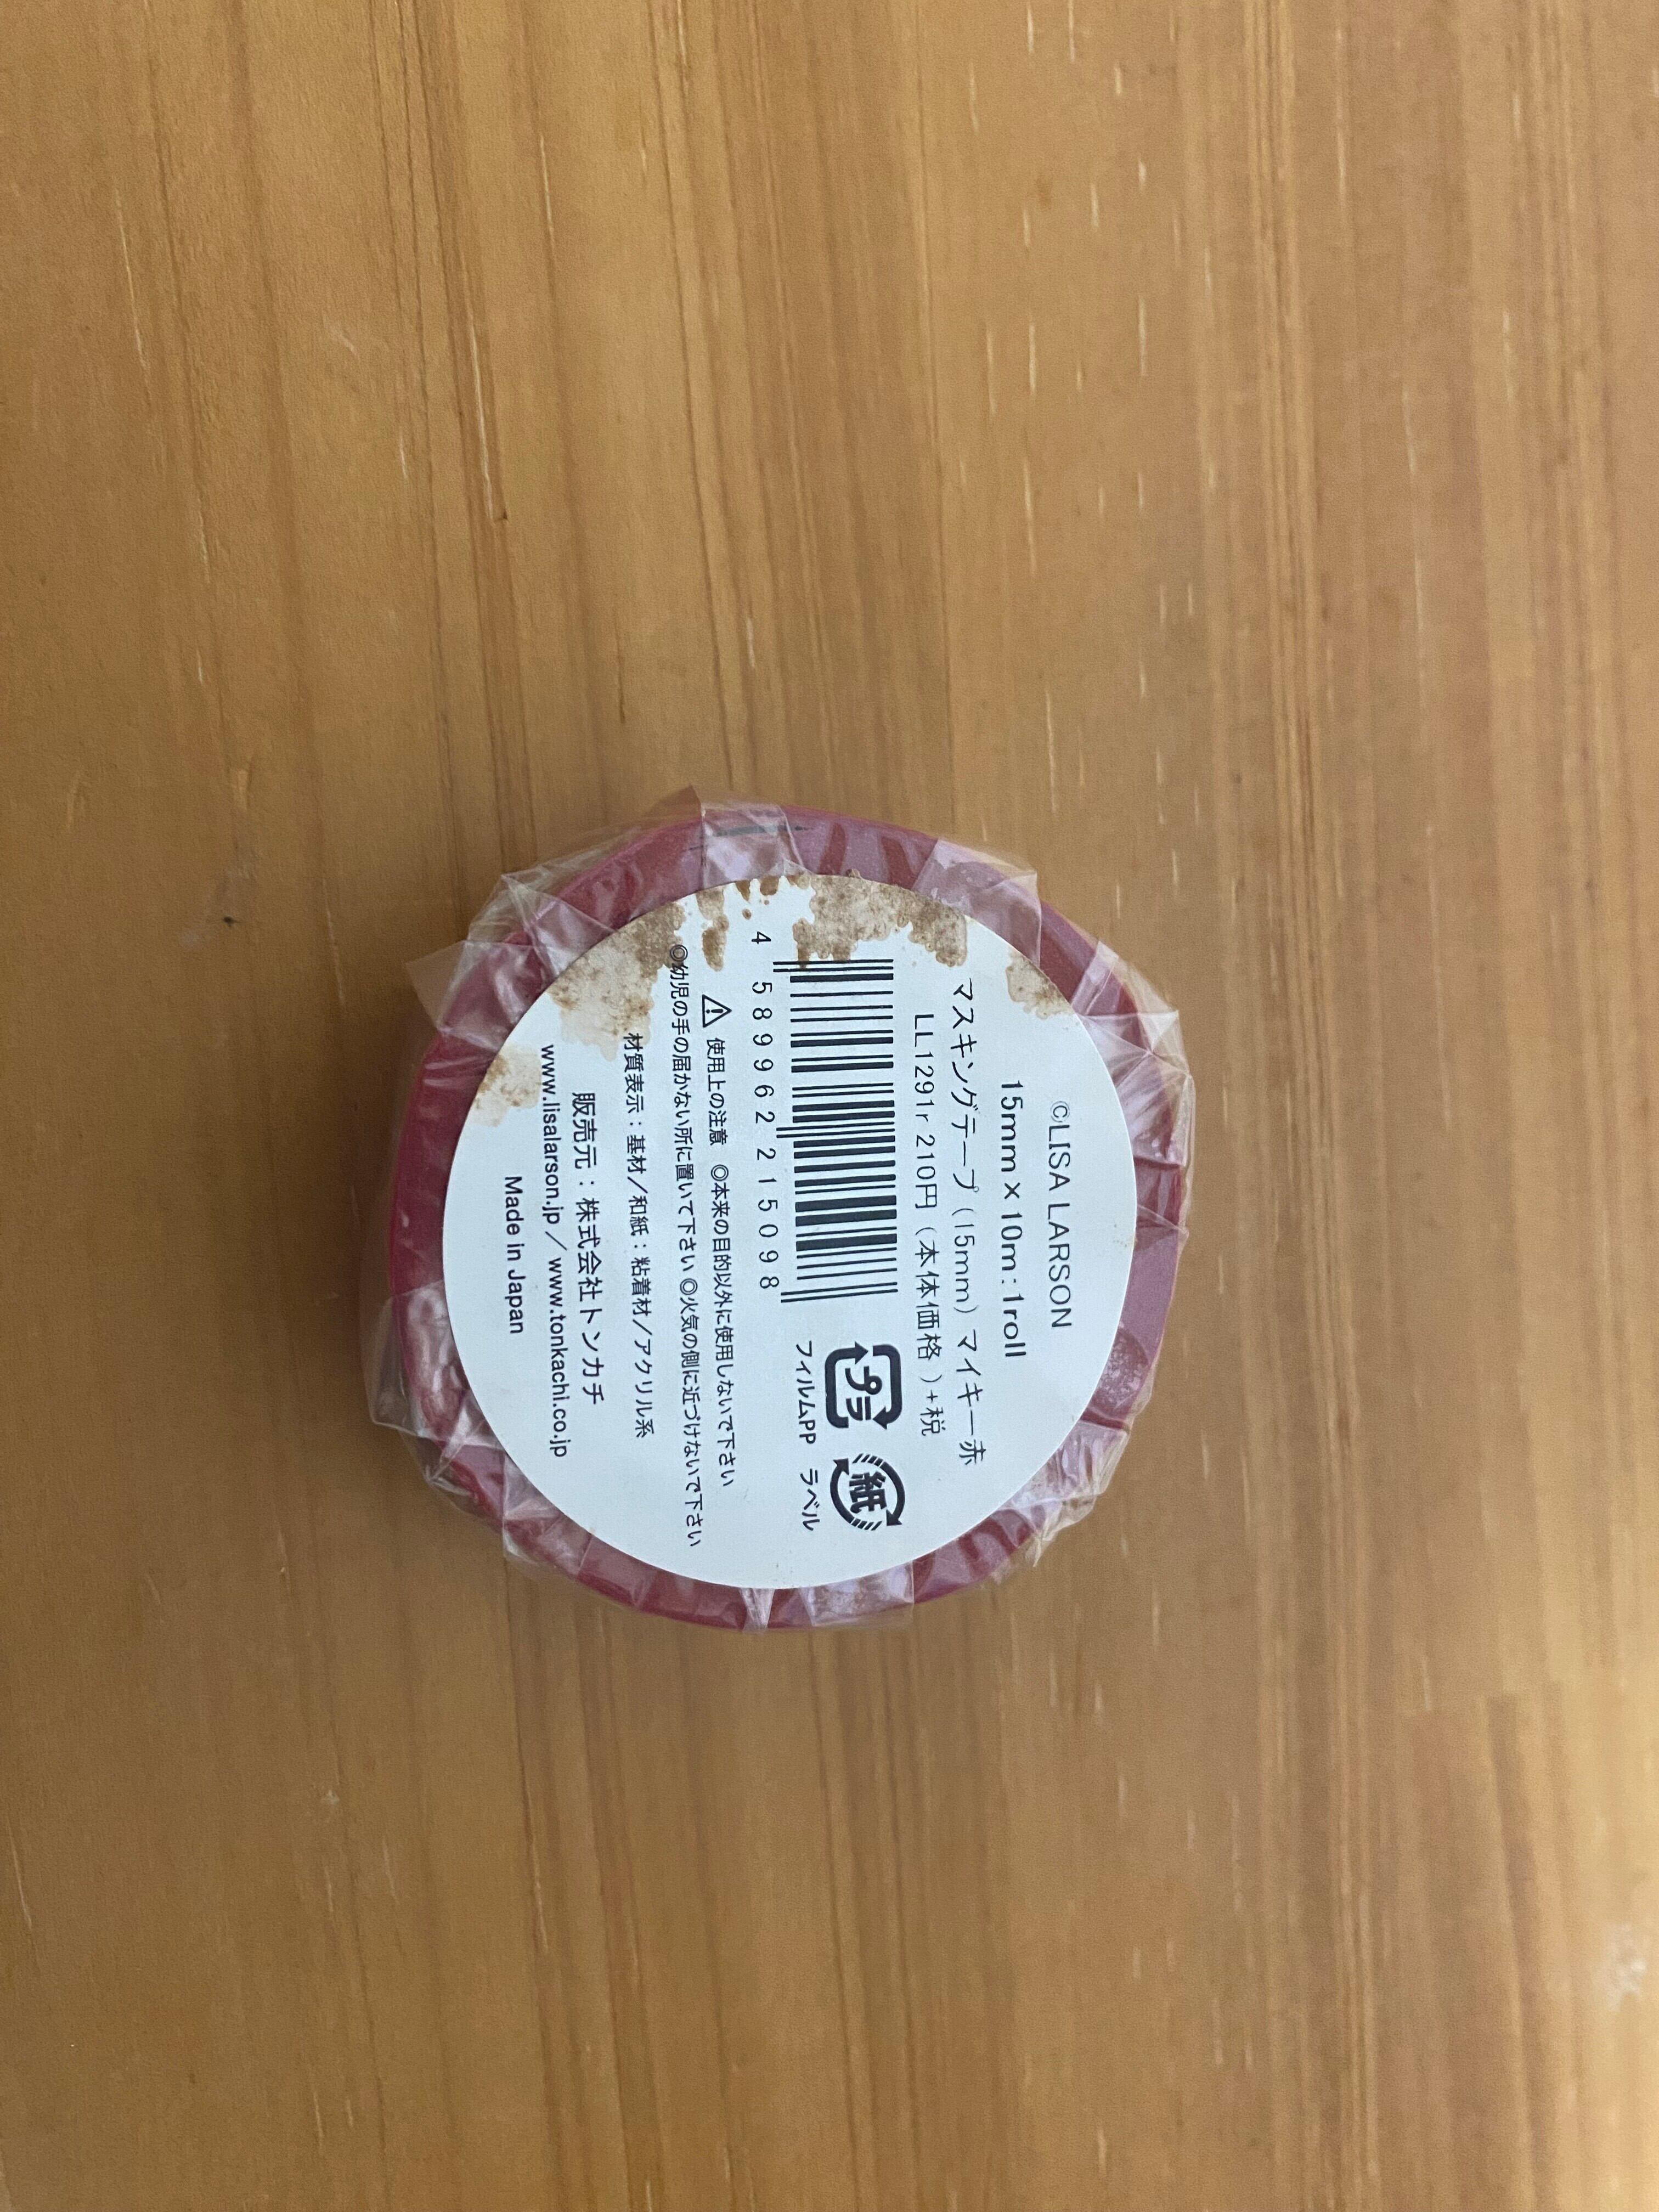 ©LISA LARSON
15mm×10m:1roll
マスキングテープ(15mm)マイキー赤
LL1291r 210円(本体価格)+税
プラ 紙
フィルムPP ラベル
4 589962 215098
使用上の注意 ◎本来の目的以外に使用しないで下さい
◎幼児の手の届かない所に置いて下さい ◎火気の側に近づけないで下さい
材質表示：基材／和紙：粘着材／アクリル系
販売元：株式会社トンカチ
www.lisalarson.jp／www.tonkachi.co.jp
Made in Japan